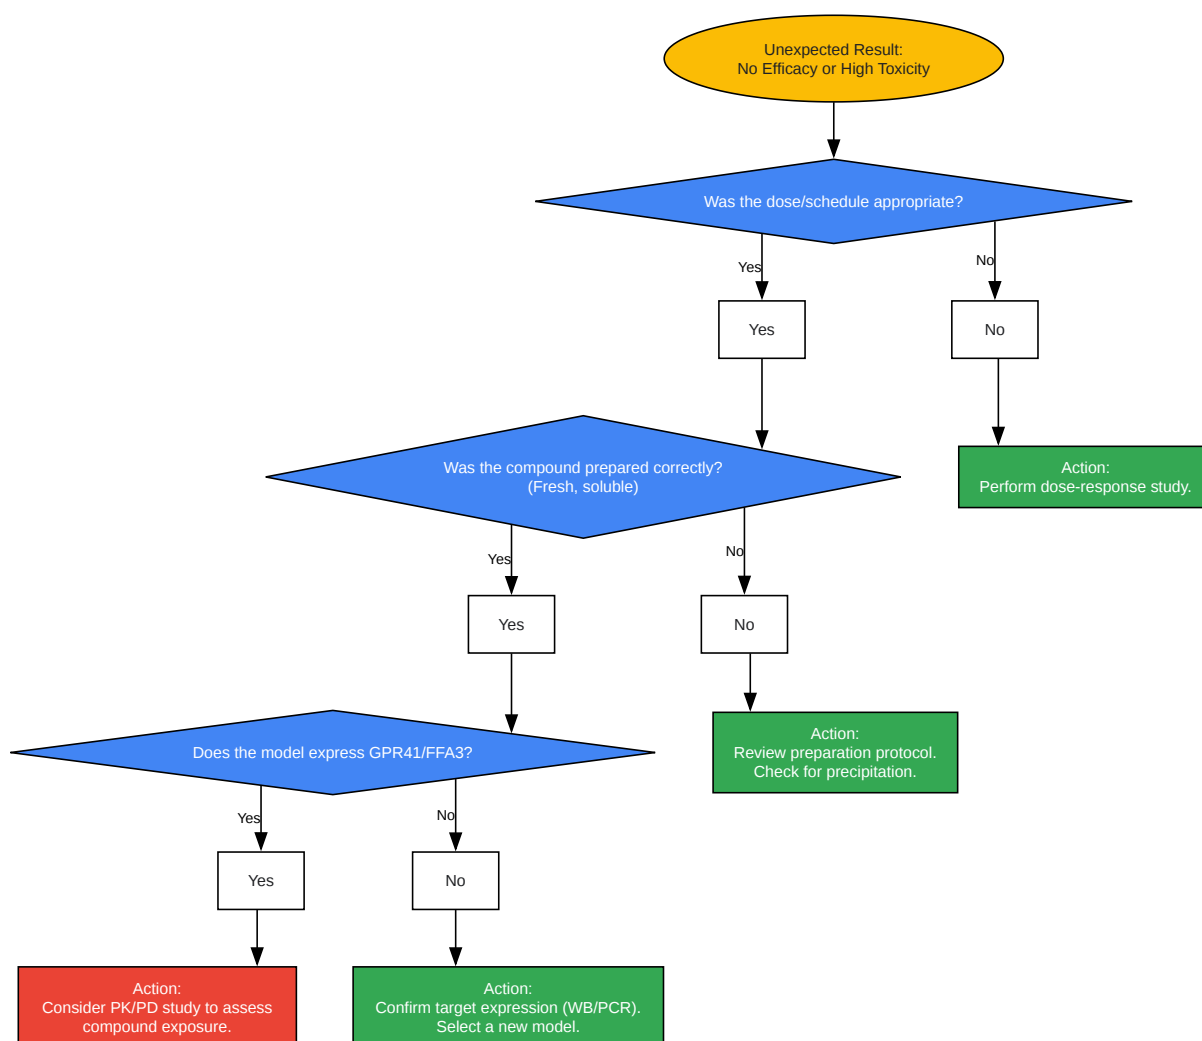 Unexpected Result:
No Efficacy or High Toxicity
Was the dose/schedule appropriate?
Yes
No
Yes
No
Was the compound prepared correctly?
(Fresh, soluble)
Action:
Perform dose-response study.
Yes
No
Yes
No
Does the model express GPR41/FFA3?
Action:
Review preparation protocol.
Check for precipitation.
Yes
No
Yes
No
Action:
Consider PK/PD study to assess
compound exposure.
Action:
Confirm target expression (WB/PCR).
Select a new model.